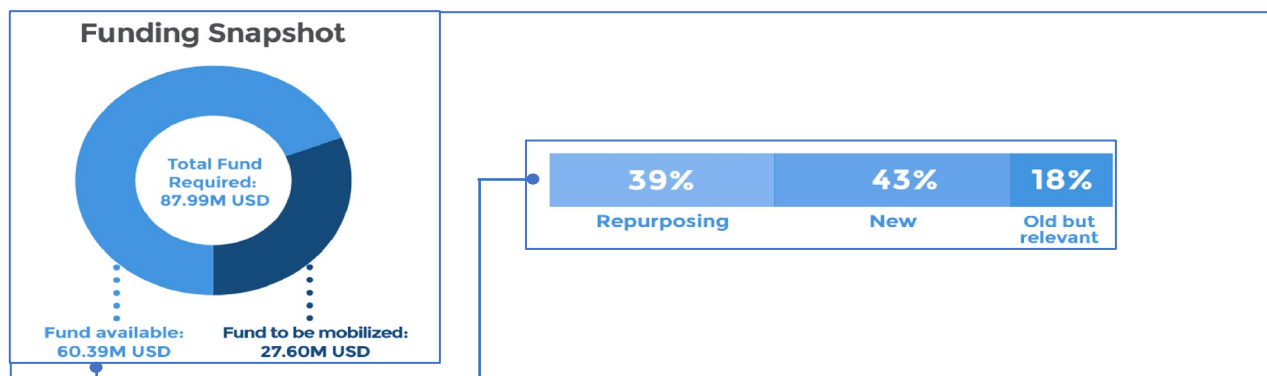 Funding Snapshot
Total Fund
Required:
87.99M USD
Fund available:
60.39M USD
Fund to be mobilized:
27.60M USD
39%
43%
18%
Repurposing
New
Old but
relevant